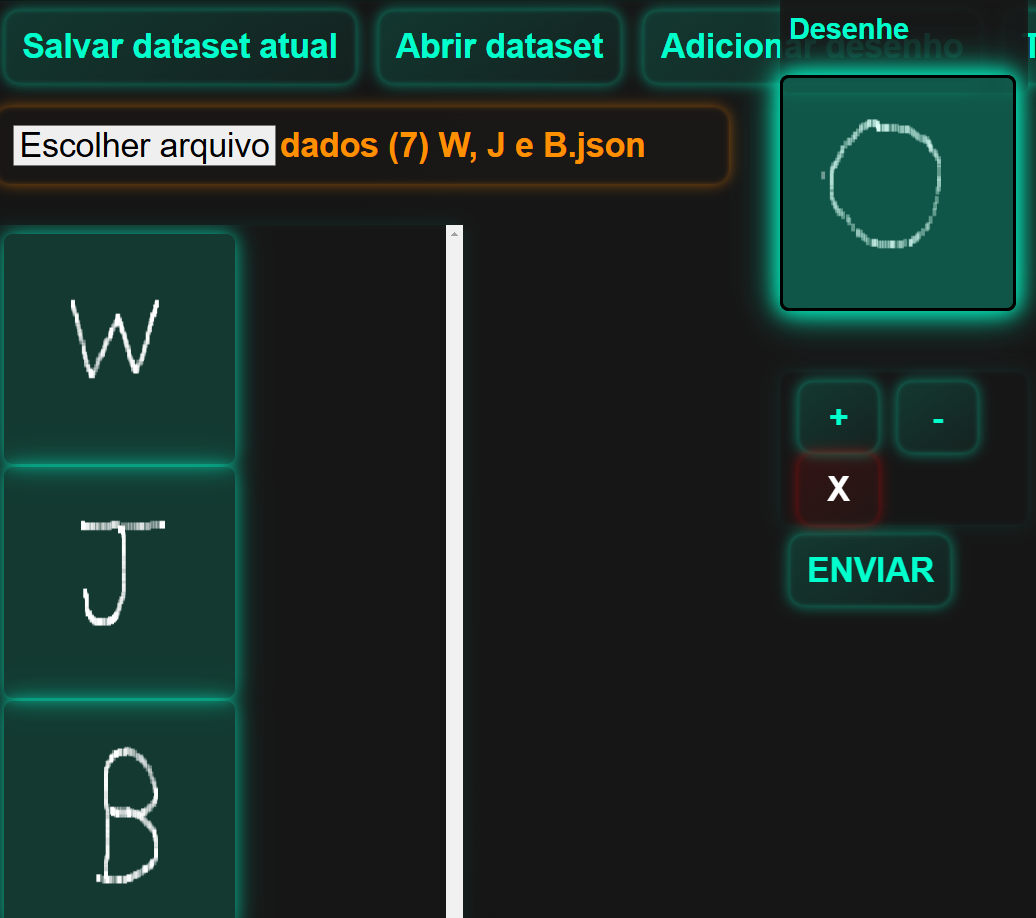 Salvar dataset atual
Abrir dataset
Adicionar desenho
Desenhe
Escolher arquivo dados (7) W, J e B.json
O
W
J
B
+
-
X
ENVIAR